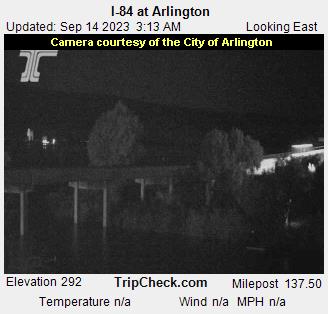 I-84 at Arlington
Updated: Sep 14 2023 3:13 AM Looking East
Camera courtesy of the City of Arlington
Elevation 292 TripCheck.com Milepost 137.50
Temperature n/a Wind n/a MPH n/a